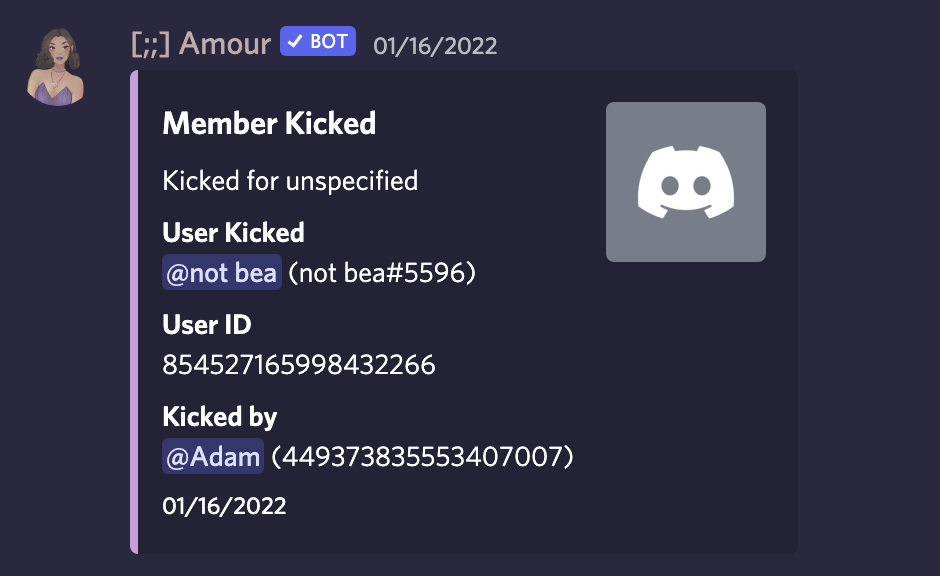 [;;] Amour ✓ BOT 01/16/2022
Member Kicked
Kicked for unspecified
User Kicked
@not bea (not bea#5596)
User ID
854527165998432266
Kicked by
@Adam (449373835553407007)
01/16/2022